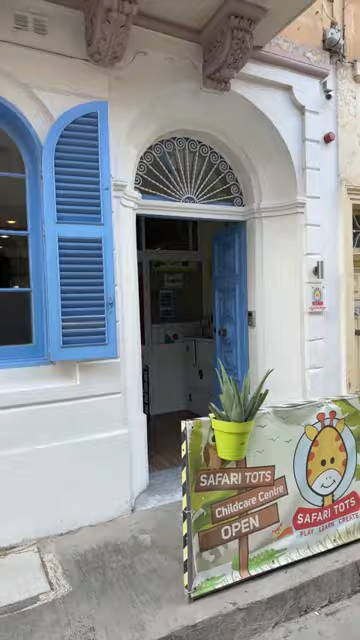 SAFARI TOTS
Childcare Centre
OPEN
SAFARI TOTS
PLAY LEARN CREATE